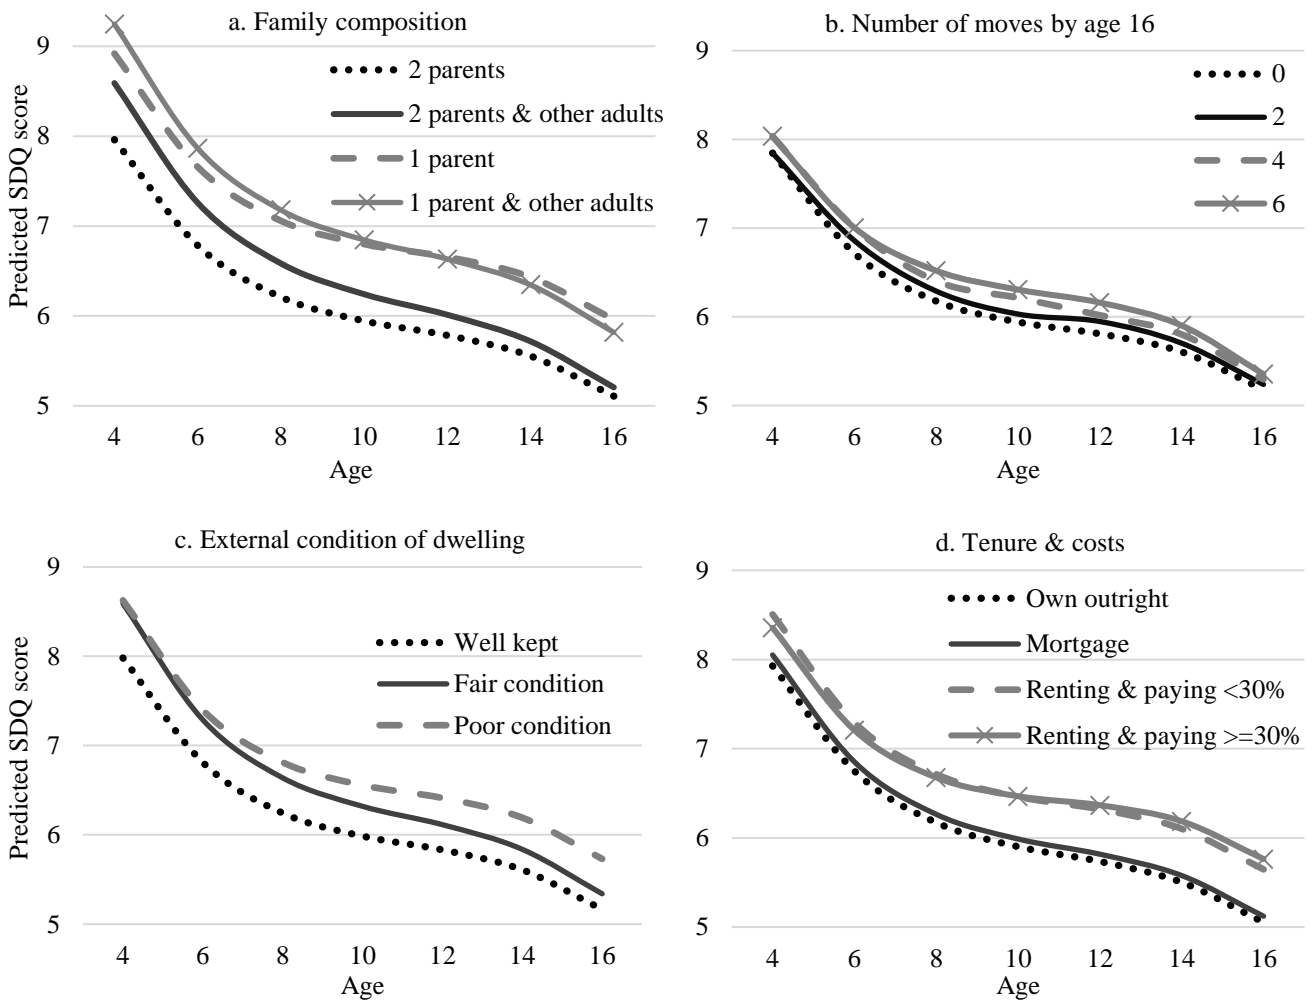 a. Family composition
Predicted SDQ score
9
8
7
6
5
2 parents
2 parents & other adults
1 parent
1 parent & other adults
4 6 8 10 12 14 16
Age
b. Number of moves by age 16
9
8
7
6
5
0
2
4
6
4 6 8 10 12 14 16
Age
c. External condition of dwelling
Predicted SDQ score
9
8
7
6
5
Well kept
Fair condition
Poor condition
4 6 8 10 12 14 16
Age
d. Tenure & costs
9
8
7
6
5
Own outright
Mortgage
Renting & paying <30%
Renting & paying >=30%
4 6 8 10 12 14 16
Age